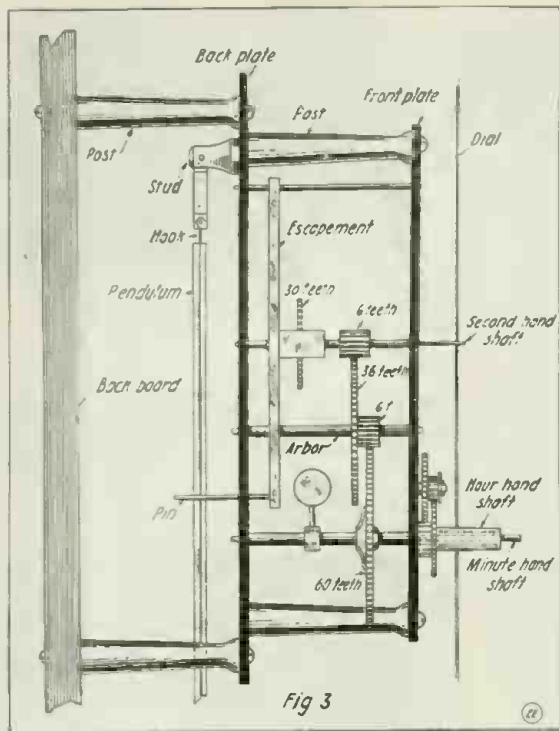 Back plate
Post
Front plate
Post
Dial
Stud
Hook
Escapement
Pendulum
30 teeth
6 teeth
Second hand
shaft
36 teeth
Back board
6 t
Arbor
Hour hand
shaft
Pin
Minute hand
shaft
60 teeth
Fig 3